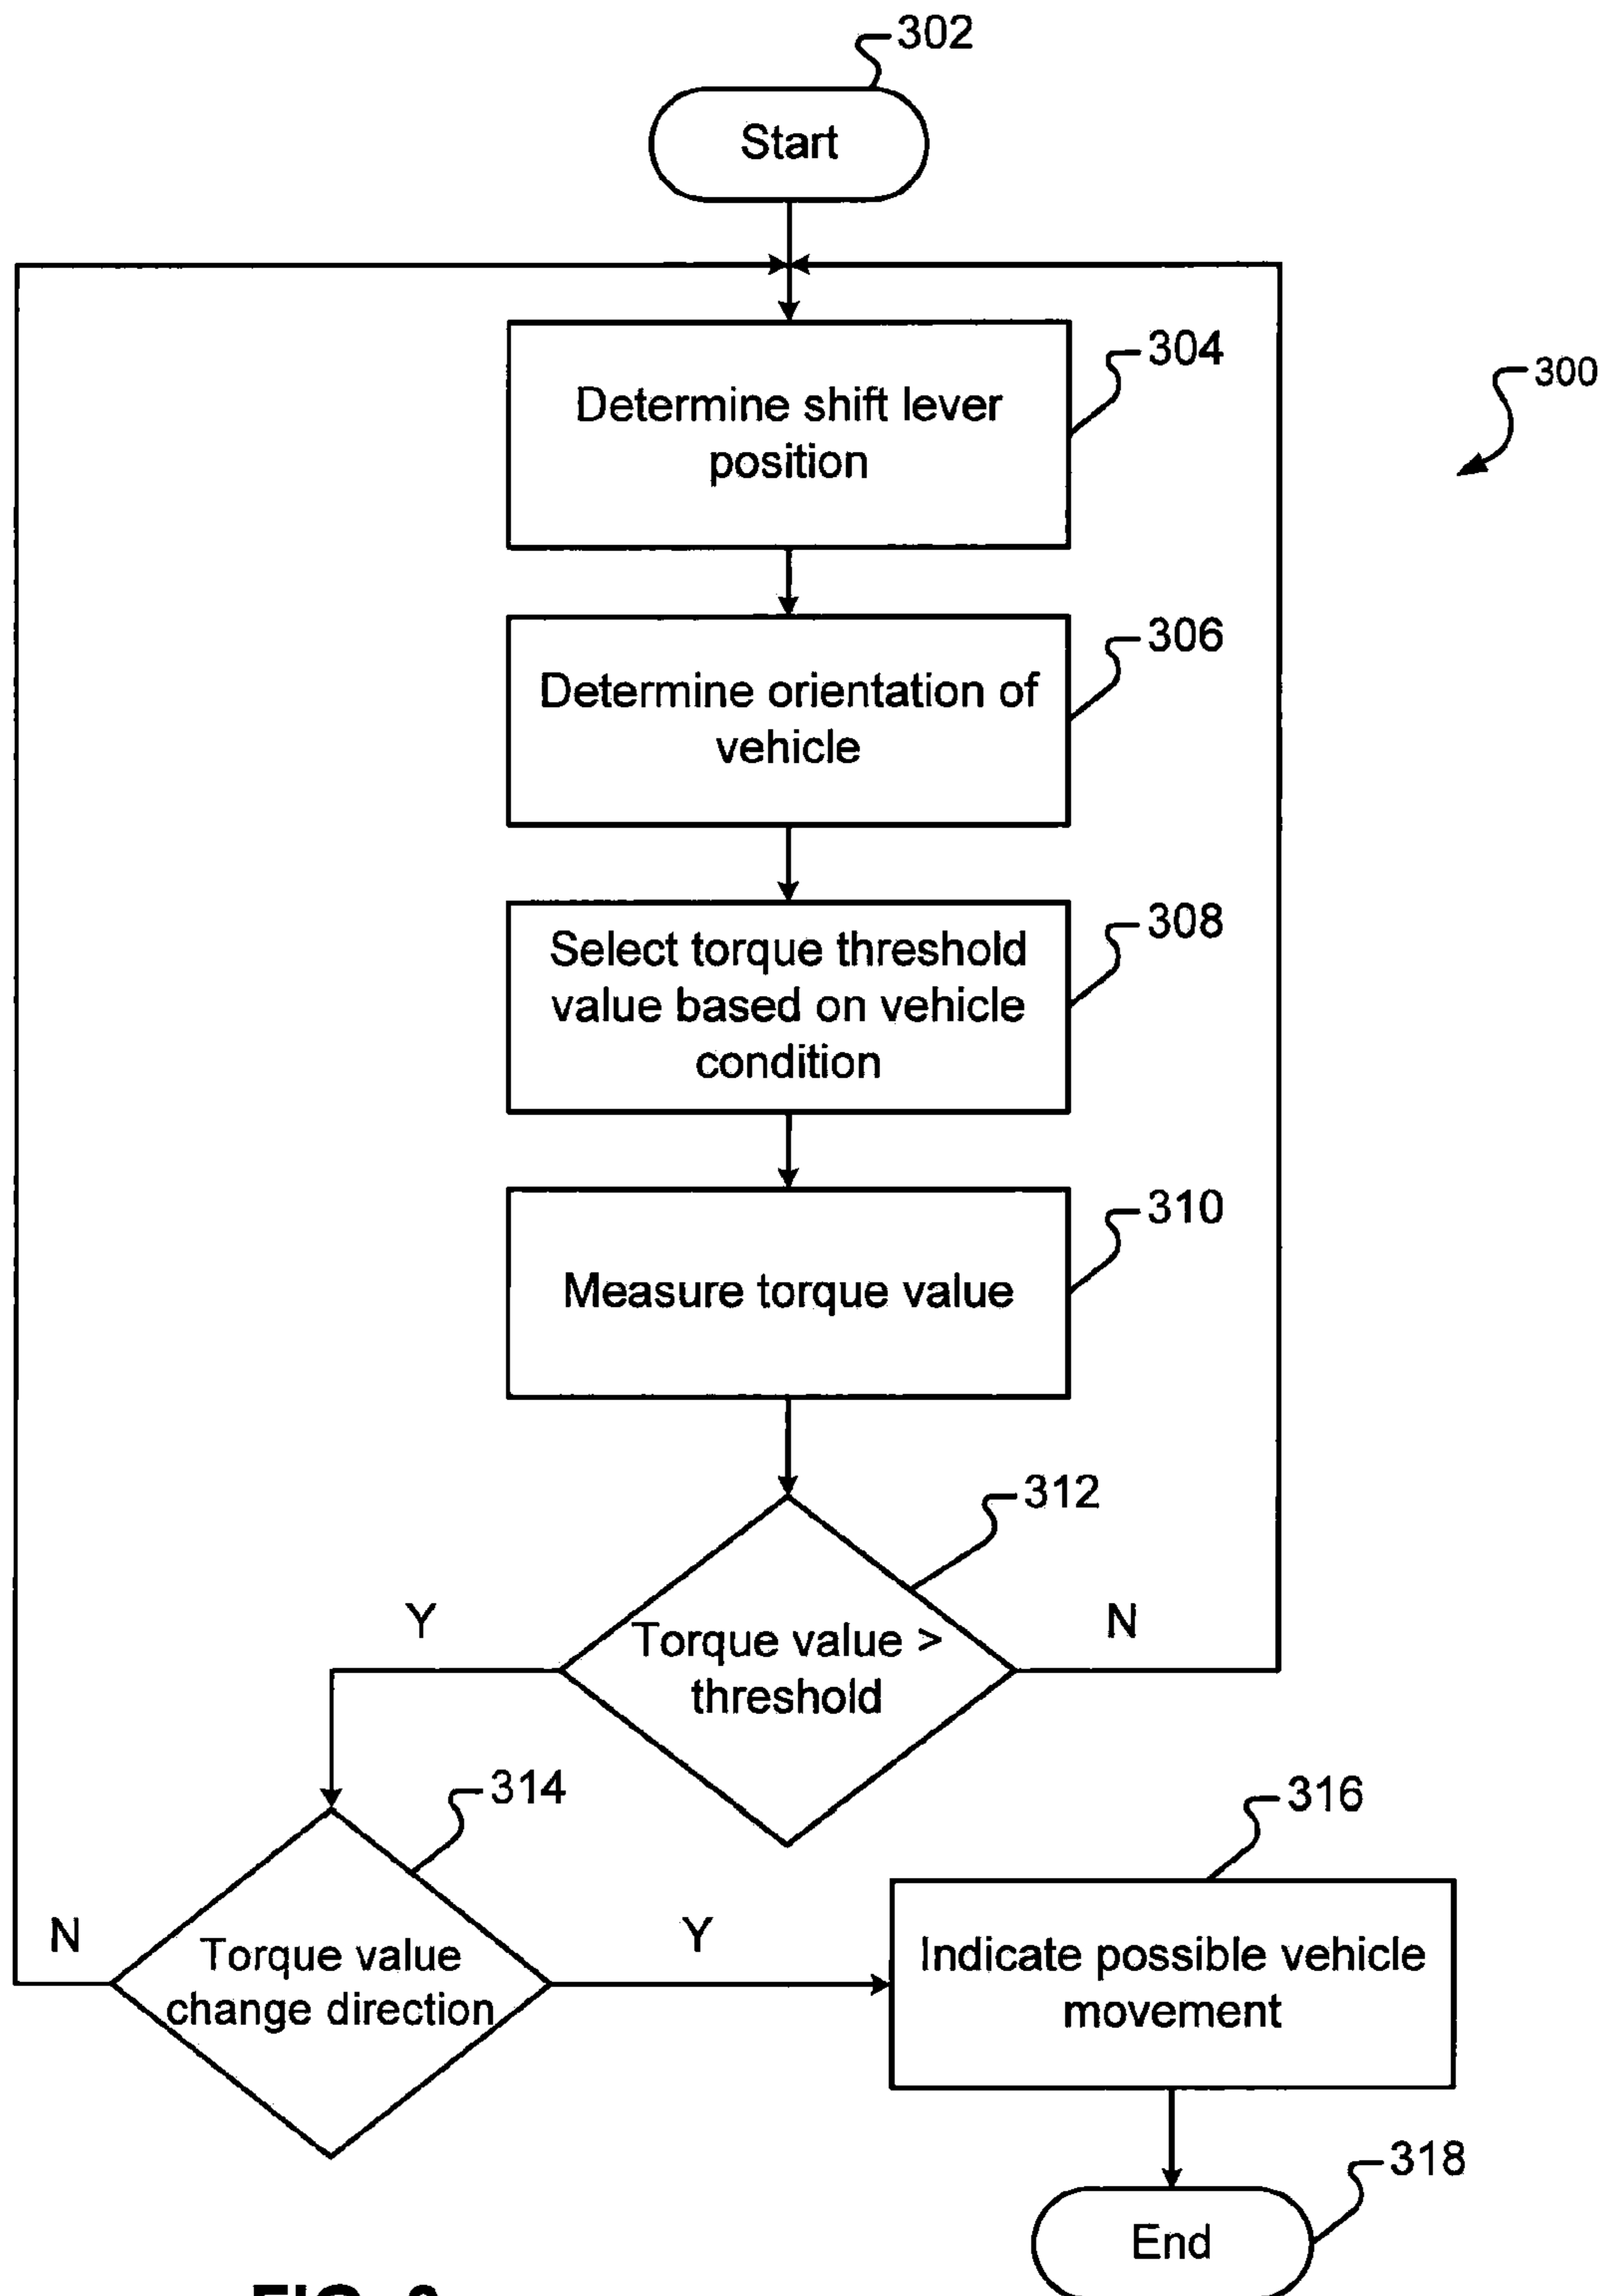 302
Start
304
Determine shift lever
position
300
306
Determine orientation of
vehicle
308
Select torque threshold
value based on vehicle
condition
310
Measure torque value
312
Y
Torque value >
threshold
N
314
316
N
Torque value
change direction
Y
Indicate possible vehicle
movement
318
End